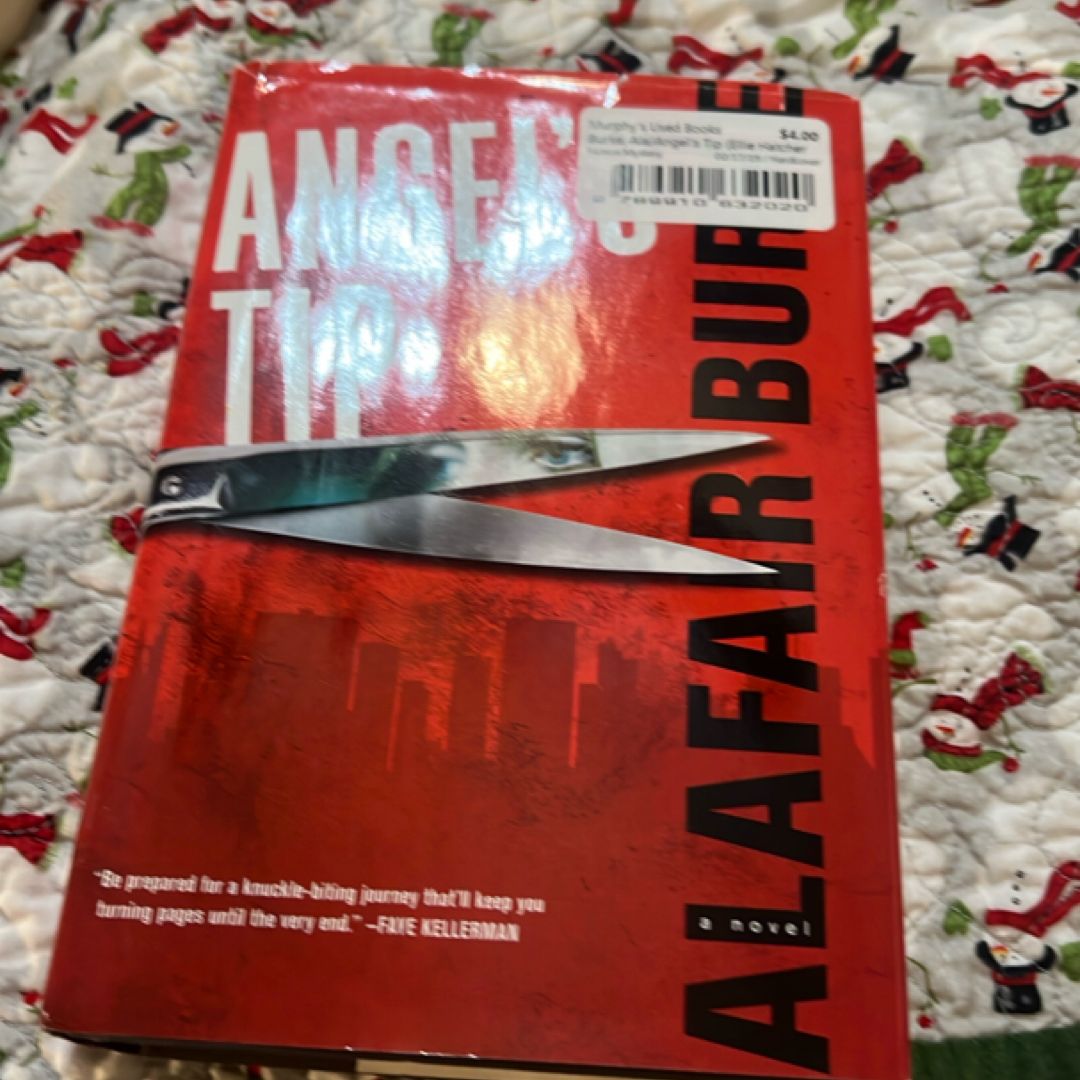 ANGEL'S
TIP
Murphy's Used Books $4.00
Burke, Ala/Angel's Tip (Ellie Hatcher
ALAFAIR BURKE
a novel
"Be prepared for a knuckle-biting journey that'll keep you
turning pages until the very end." –FAYE KELLERMAN